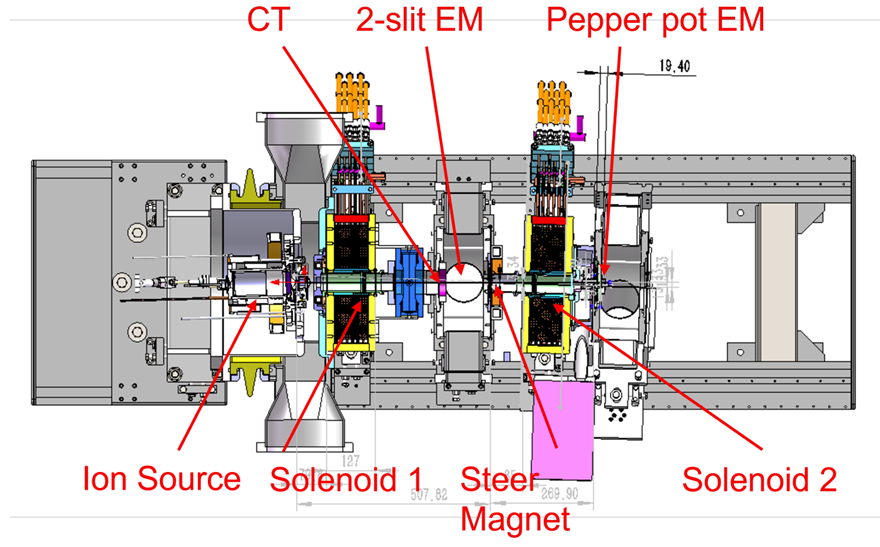 CT
2-slit EM
Pepper pot EM
19.40
Ion Source
Solenoid 1
127
507.82
Steer
Magnet
269.90
Solenoid 2